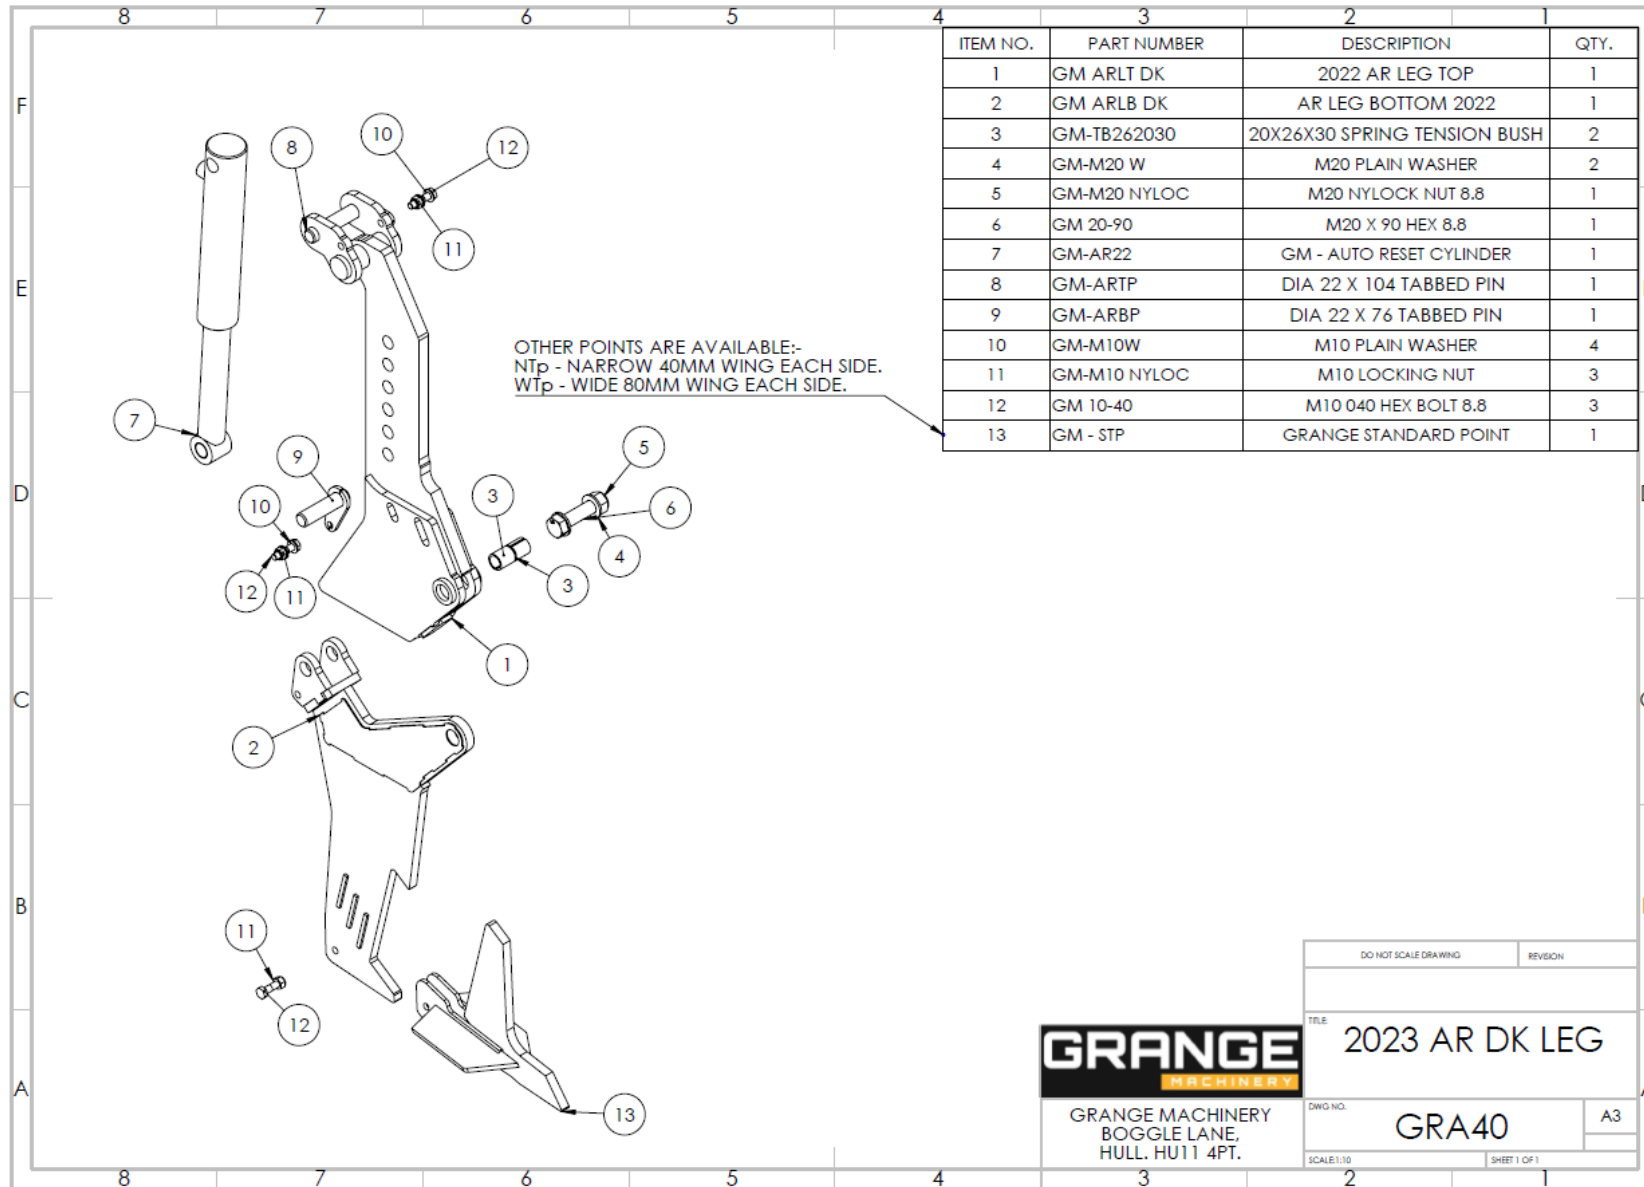 8 7 6 5 4 3 2 1
ITEM NO. PART NUMBER DESCRIPTION QTY.
1 GM ARLT DK 2022 AR LEG TOP 1
2 GM ARLB DK AR LEG BOTTOM 2022 1
3 GM-TB262030 20X26X30 SPRING TENSION BUSH 2
4 GM-M20 W M20 PLAIN WASHER 2
5 GM-M20 NYLOC M20 NYLOCK NUT 8.8 1
6 GM 20-90 M20 X 90 HEX 8.8 1
7 GM-AR22 GM - AUTO RESET CYLINDER 1
8 GM-ARTP DIA 22 X 104 TABBED PIN 1
9 GM-ARBP DIA 22 X 76 TABBED PIN 1
10 GM-M10W M10 PLAIN WASHER 4
11 GM-M10 NYLOC M10 LOCKING NUT 3
12 GM 10-40 M10 040 HEX BOLT 8.8 3
13 GM - STP GRANGE STANDARD POINT 1
F
E
D
C
B
A
10
8
12
11
OTHER POINTS ARE AVAILABLE:-
NTp - NARROW 40MM WING EACH SIDE.
WTp - WIDE 80MM WING EACH SIDE.
7
9
5
3
10
6
4
3
12
11
1
2
11
12
13
D
DO NOT SCALE DRAWING REVISION
TITLE:
2023 AR DK LEG
GRANGE
MACHINERY
GRANGE MACHINERY
BOGGLE LANE,
HULL. HU11 4PT.
DWG NO.
GRA40
A3
SCALE:1:10 SHEET 1 OF 1
8 7 6 5 4 3 2 1